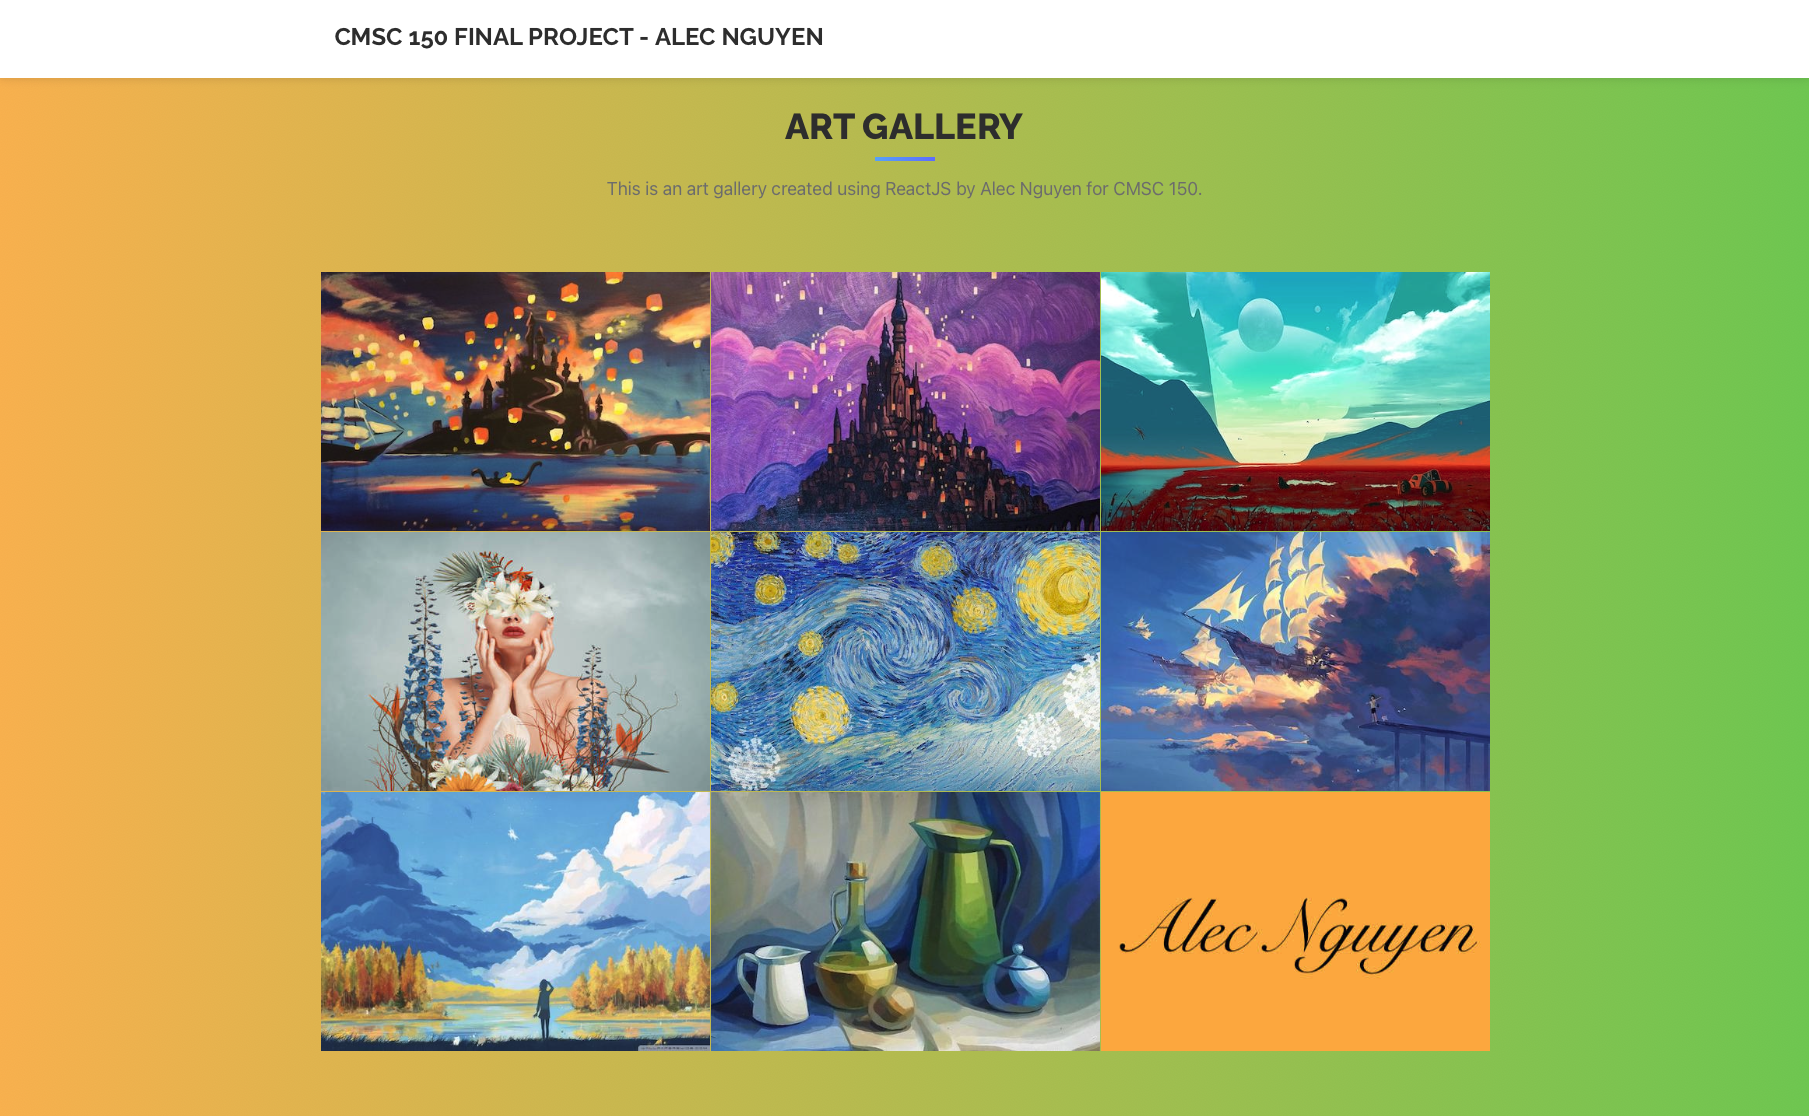 CMSC 150 FINAL PROJECT - ALEC NGUYEN
ART GALLERY
This is an art gallery created using ReactJS by Alec Nguyen for CMSC 150.
Alec Nguyen